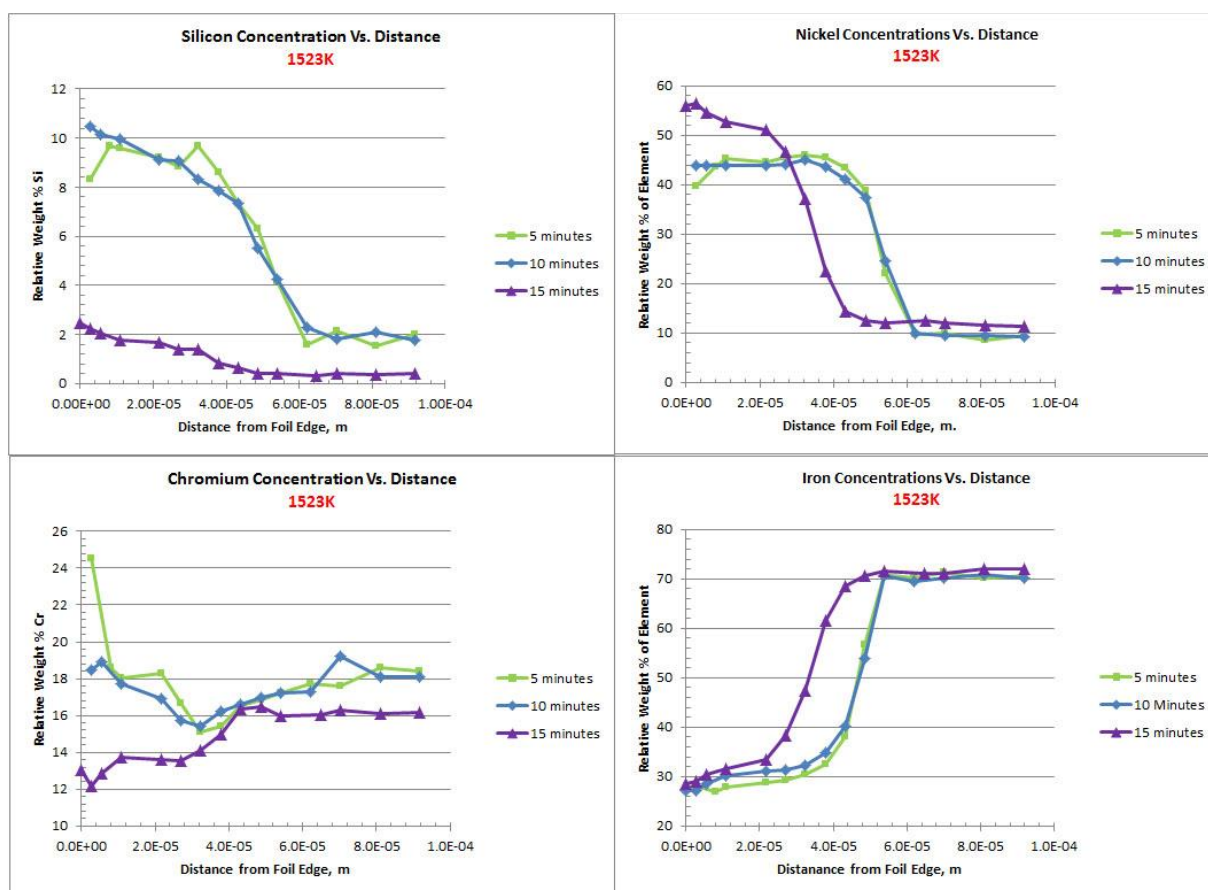 Silicon Concentration Vs. Distance
1523K
Relative Weight % Si
12
10
8
6
4
2
0
0.00E+00 2.00E-05 4.00E-05 6.00E-05 8.00E-05 1.00E-04
Distance from Foil Edge, m
5 minutes
10 minutes
15 minutes
Nickel Concentrations Vs. Distance
1523K
Relative Weight % of Element
60
50
40
30
20
10
0
0.0E+00 2.0E-05 4.0E-05 6.0E-05 8.0E-05 1.0E-04
Distance from Foil Edge, m.
5 minutes
10 minutes
15 minutes
Chromium Concentration Vs. Distance
1523K
Relative Weight % Cr
26
24
22
20
18
16
14
12
10
0.0E+00 2.0E-05 4.0E-05 6.0E-05 8.0E-05 1.0E-04
Distance from Foil Edge, m
5 minutes
10 minutes
15 minutes
Iron Concentrations Vs. Distance
1523K
Relative Weight % of Element
80
70
60
50
40
30
20
0.0E+00 2.0E-05 4.0E-05 6.0E-05 8.0E-05 1.0E-04
Distance from Foil Edge, m
5 minutes
10 Minutes
15 minutes